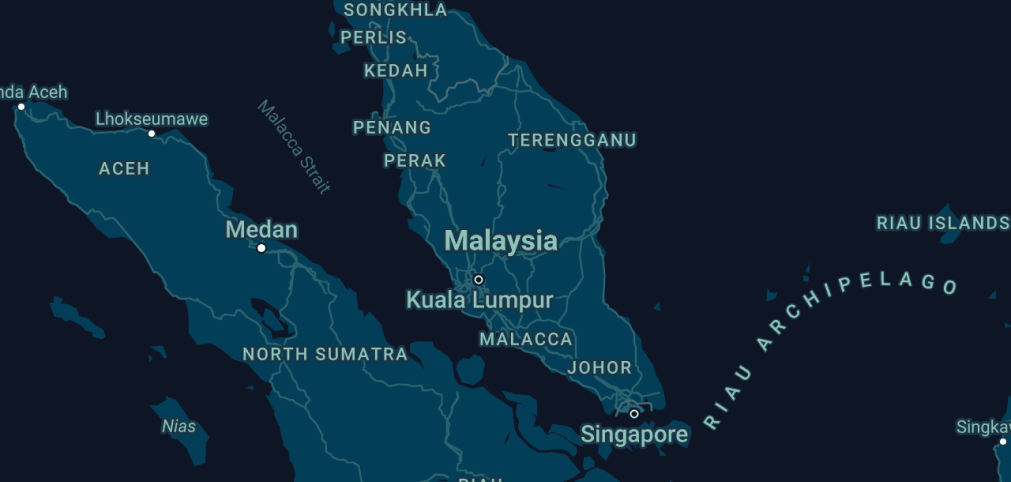 SONGKHLA
PERLIS
KEDAH
nda Aceh
Lhokseumawe
Malacca Strait
PENANG
TERENGGANU
PERAK
ACEH
Medan
RIAU ISLANDS
Malaysia
RIAU ARCHIPELAGO
Kuala Lumpur
MALACCA
NORTH SUMATRA
JOHOR
Nias
Singapore
Singka
RIAU